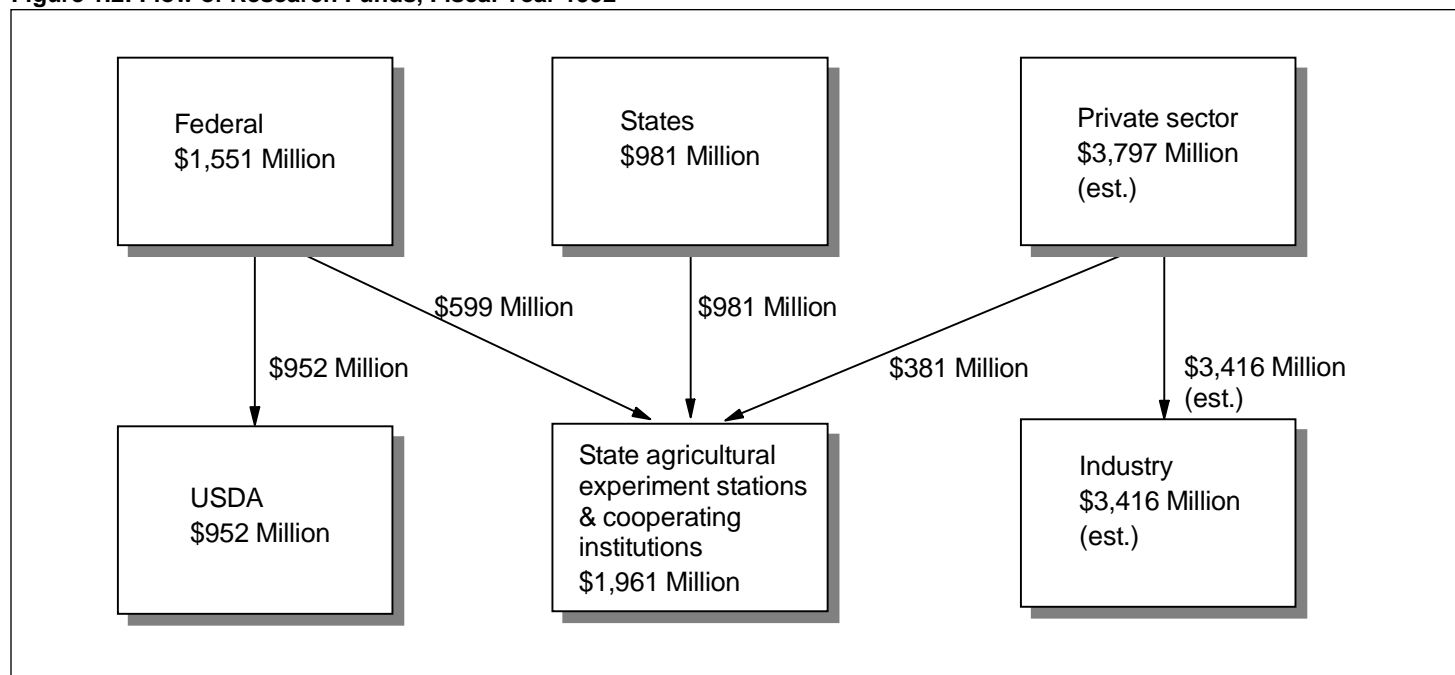 Federal
$1,551 Million
States
$981 Million
Private sector
$3,797 Million
(est.)
$599 Million
$981 Million
$952 Million
$381 Million
$3,416 Million
(est.)
USDA
$952 Million
State agricultural
experiment stations
& cooperating
institutions
$1,961 Million
Industry
$3,416 Million
(est.)